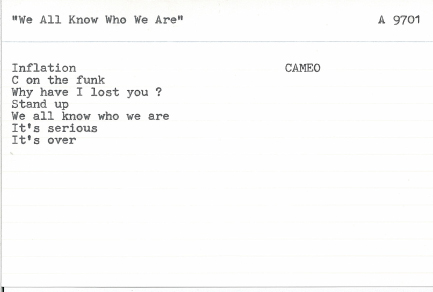 "We All Know Who We Are" A 9701
Inflation CAMEO
C on the funk
Why have I lost you ?
Stand up
We all know who we are
It's serious
It's over